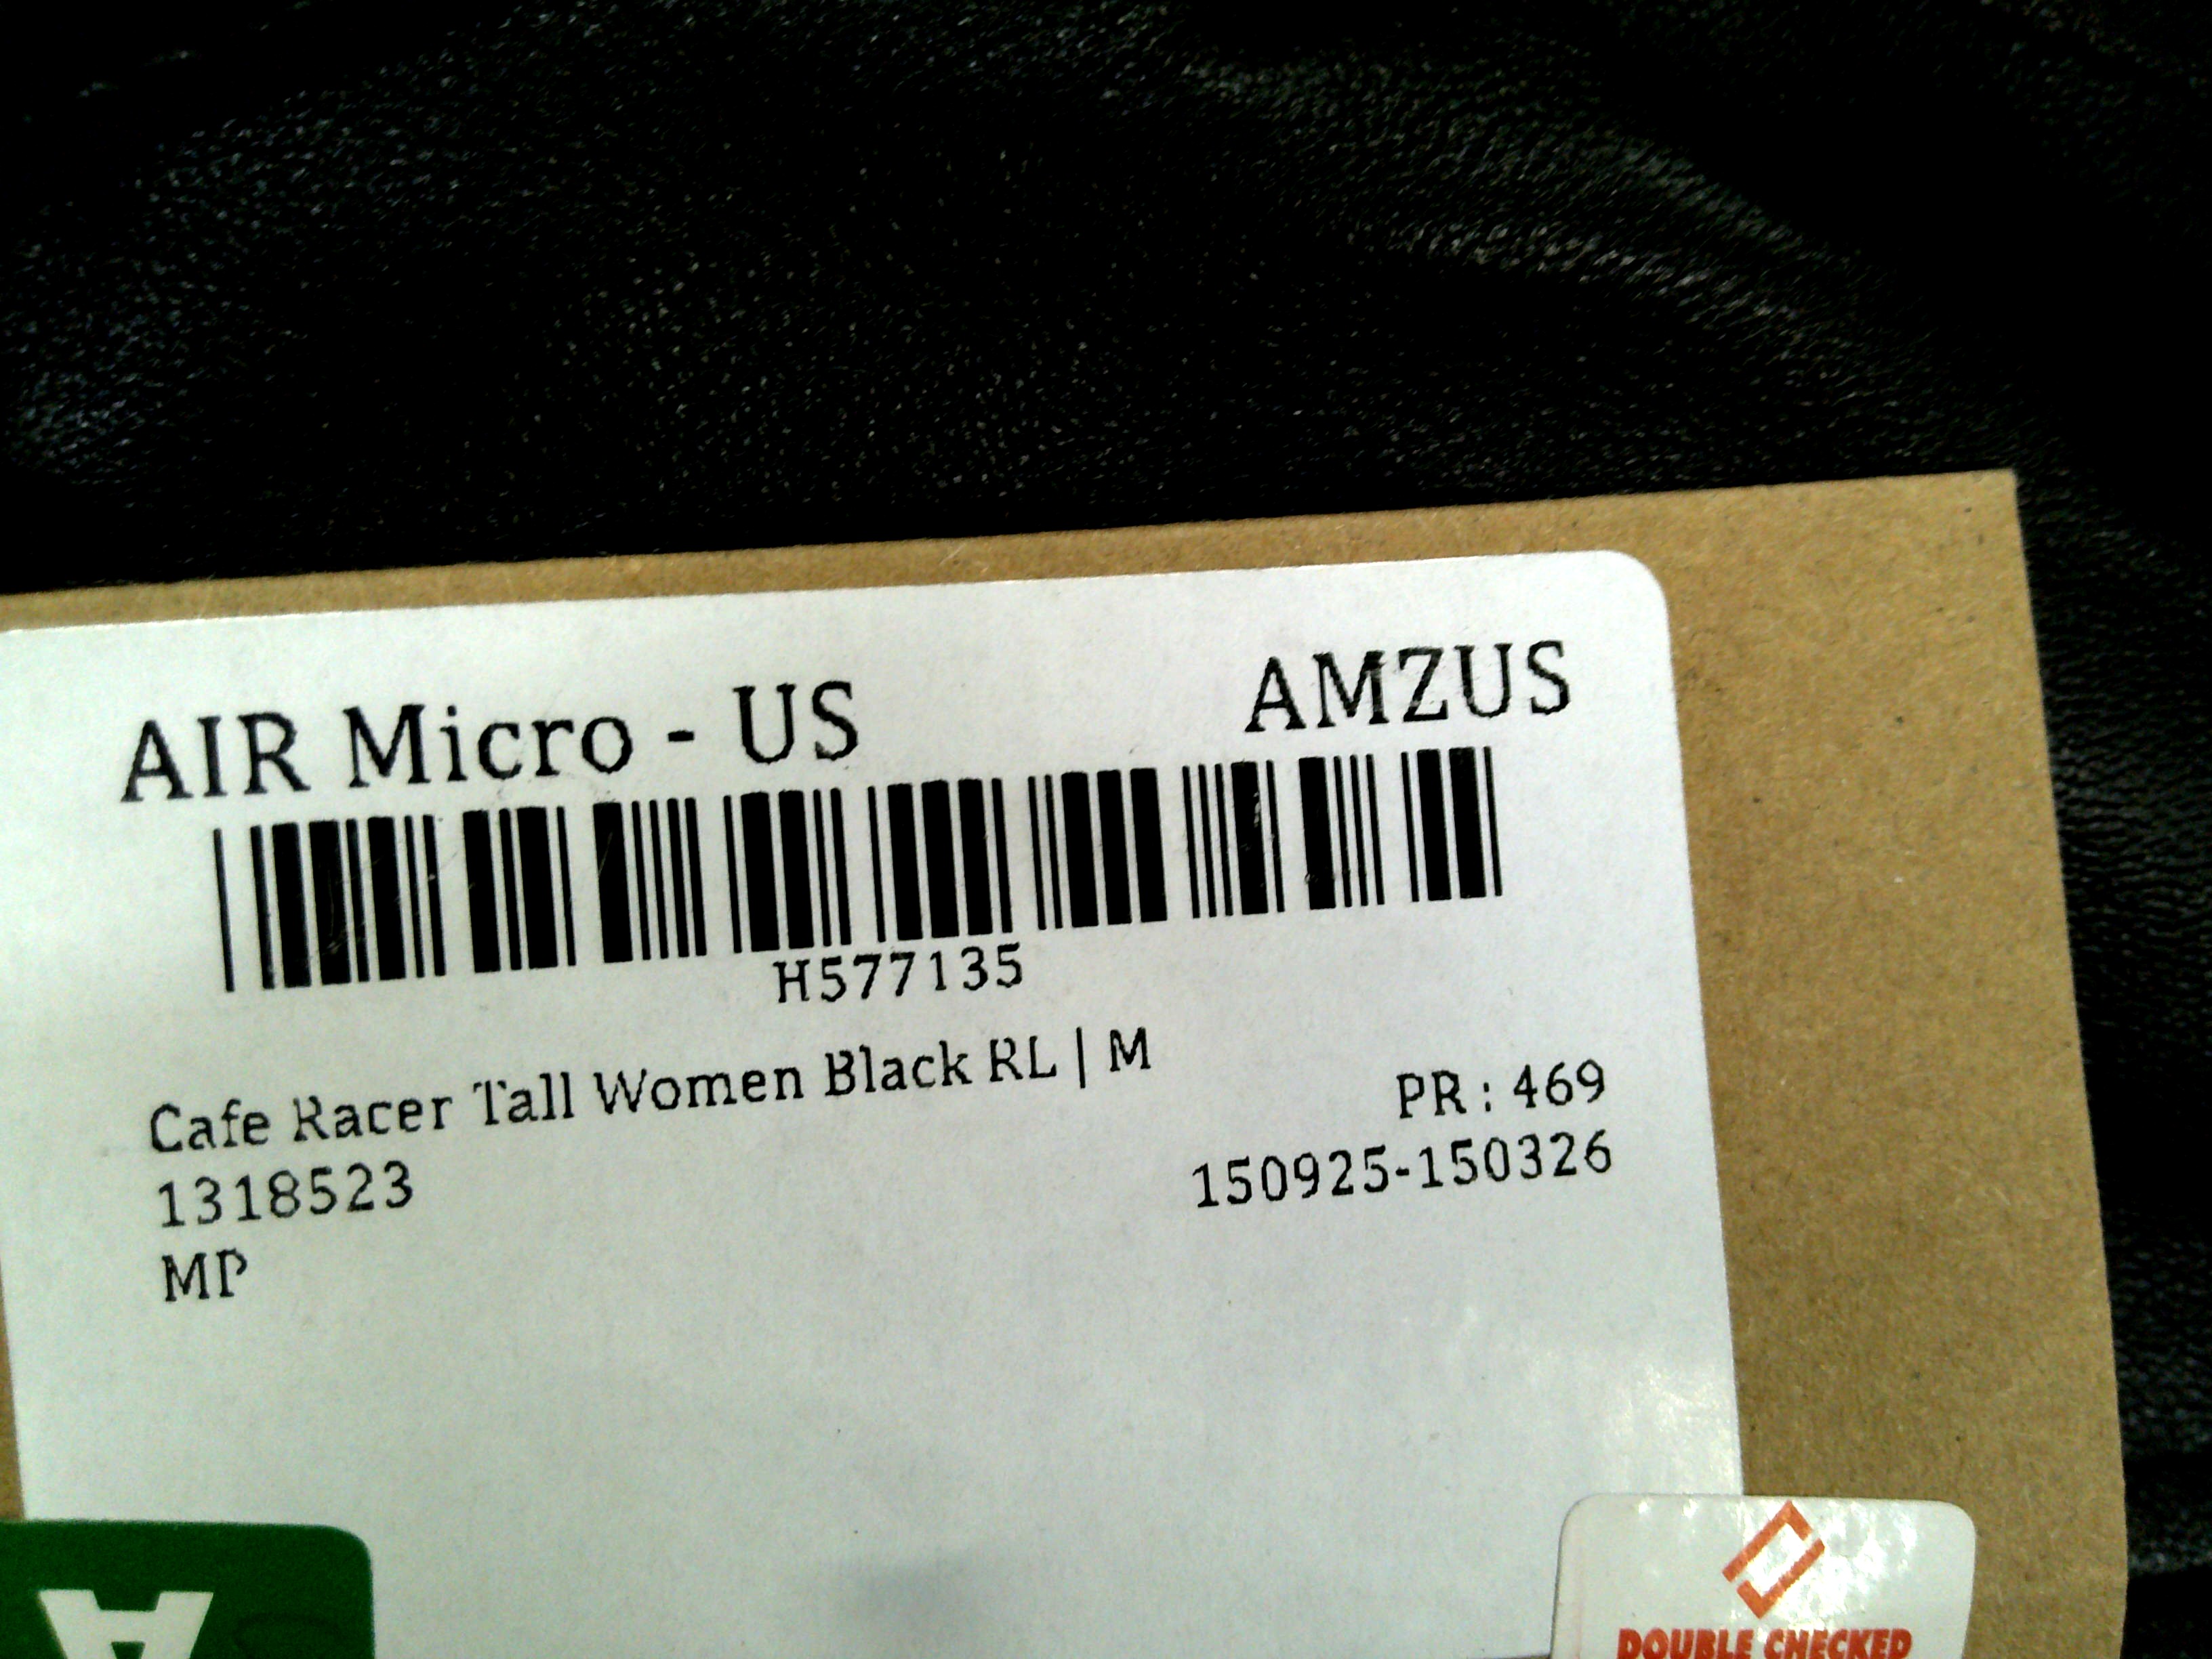 AIR Micro - US
AMZUS
H577135
Cafe Racer Tall Women Black RL | M
1318523
MP
PR : 469
150925-150326
A
DOUBLE CHECKED